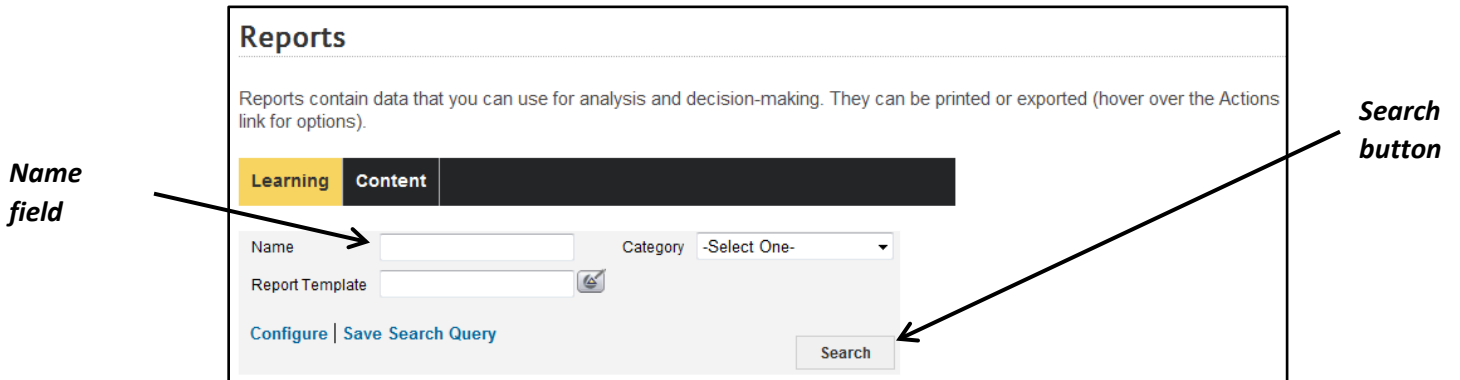 Reports
Reports contain data that you can use for analysis and decision-making. They can be printed or exported (hover over the Actions
link for options).
Search
button
Name
field
Learning Content
Name Category -Select One-
Report Template
Configure | Save Search Query
Search